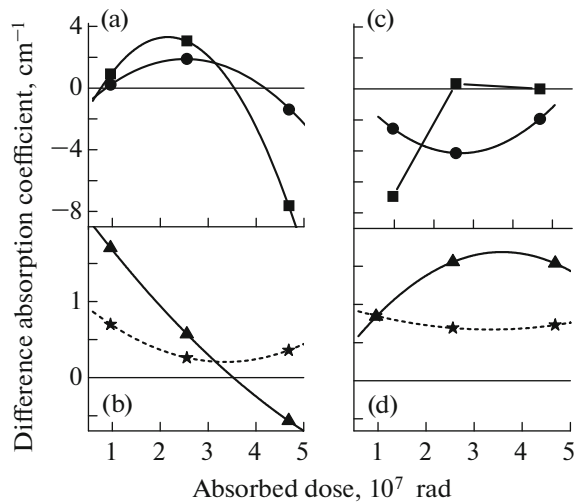 (a) (c)
4
0
−4
−8
1
0
(b) (d)
1 2 3 4 5 1 2 3 4 5
Absorbed dose, 10⁷ rad
Difference absorption coefficient, cm⁻¹